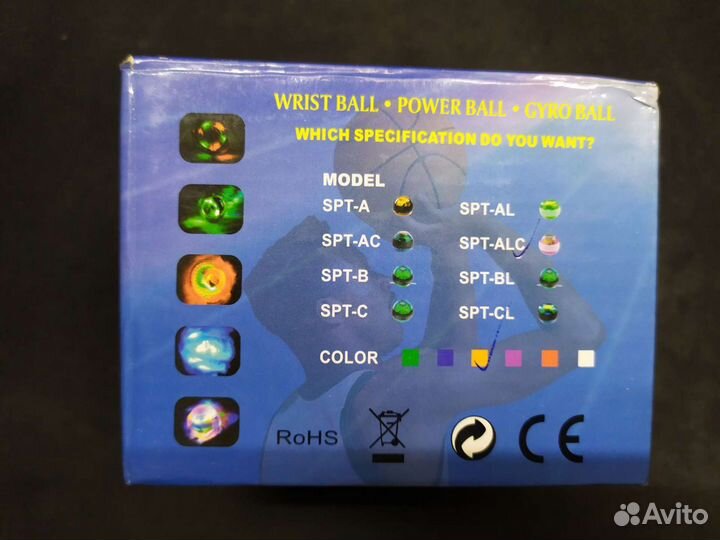 WRIST BALL • POWER BALL • GYRO BALL
WHICH SPECIFICATION DO YOU WANT?
MODEL
SPT-A SPT-AL
SPT-AC SPT-ALC
SPT-B SPT-BL
SPT-C SPT-CL
COLOR
RoHS CE
Avito